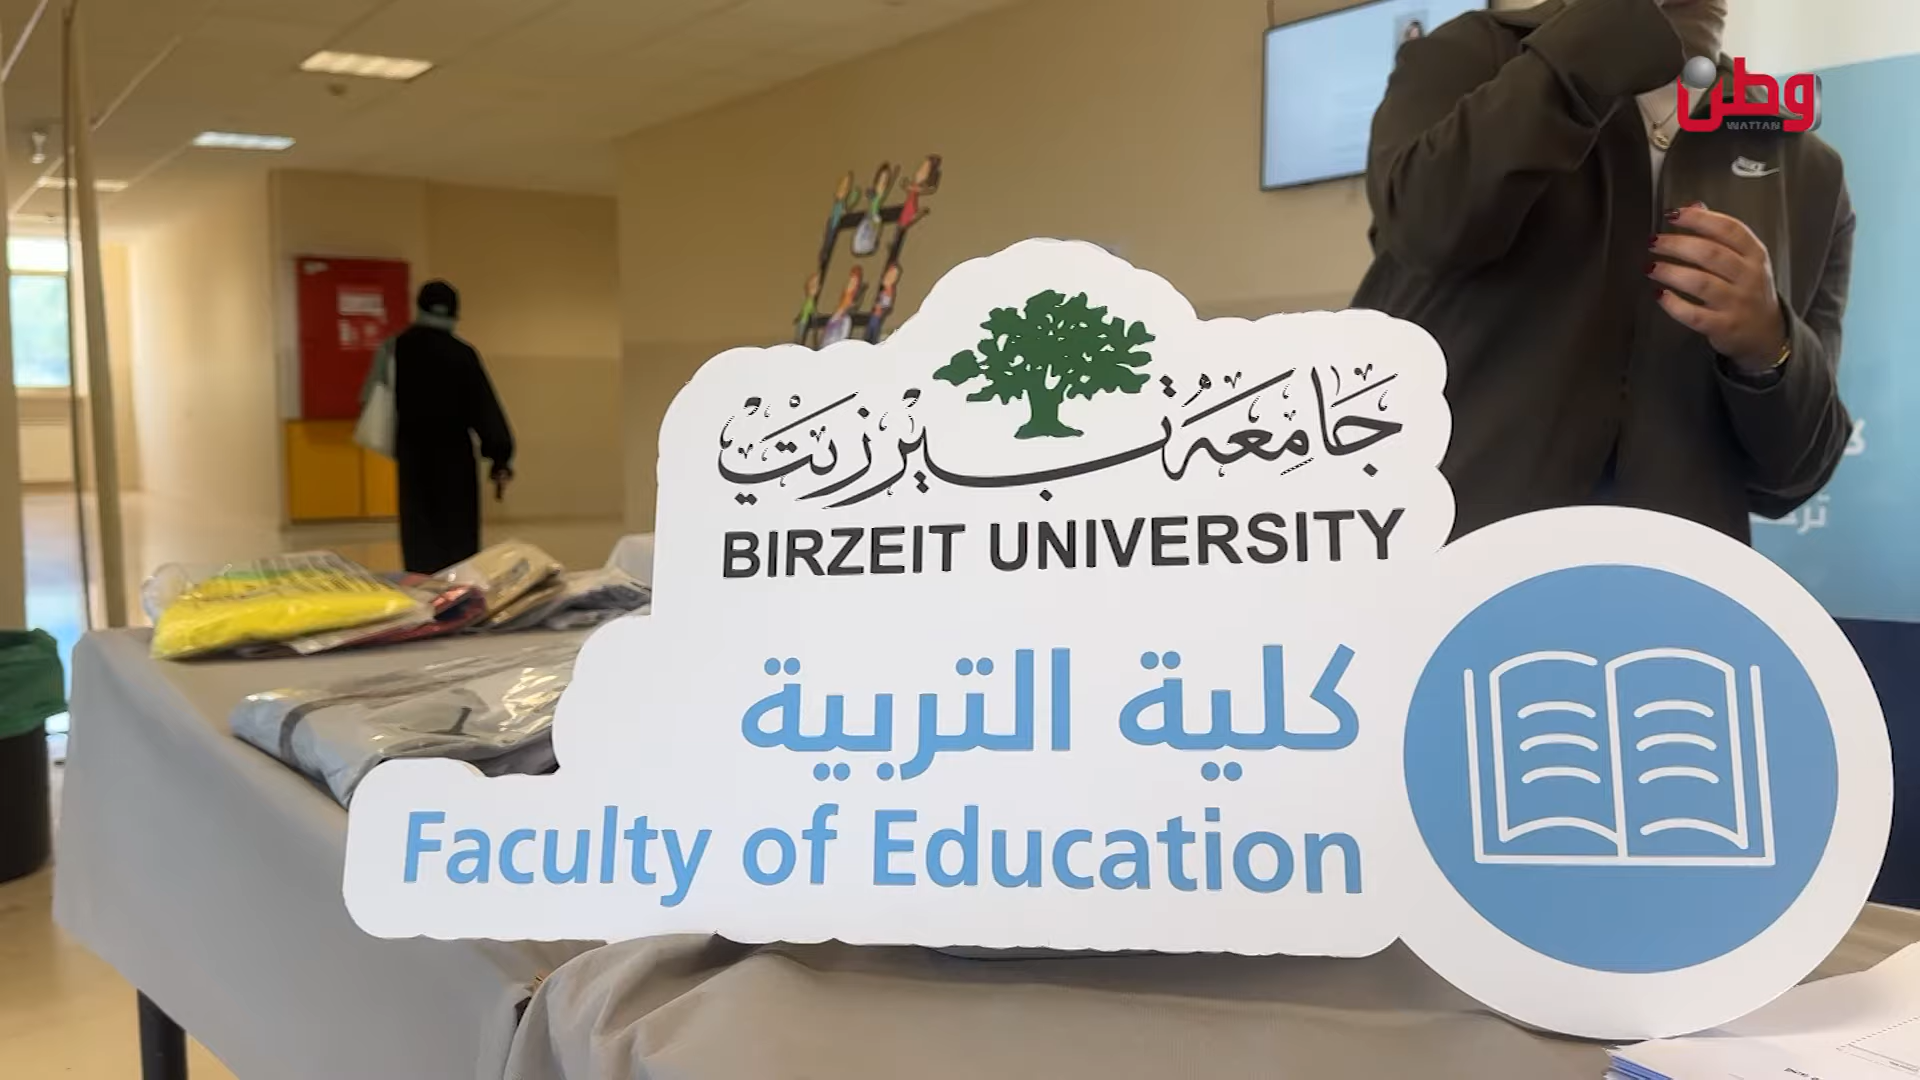 وطن
WATTAN
جامعة بيرزيت
BIRZEIT UNIVERSITY
كلية التربية
Faculty of Education